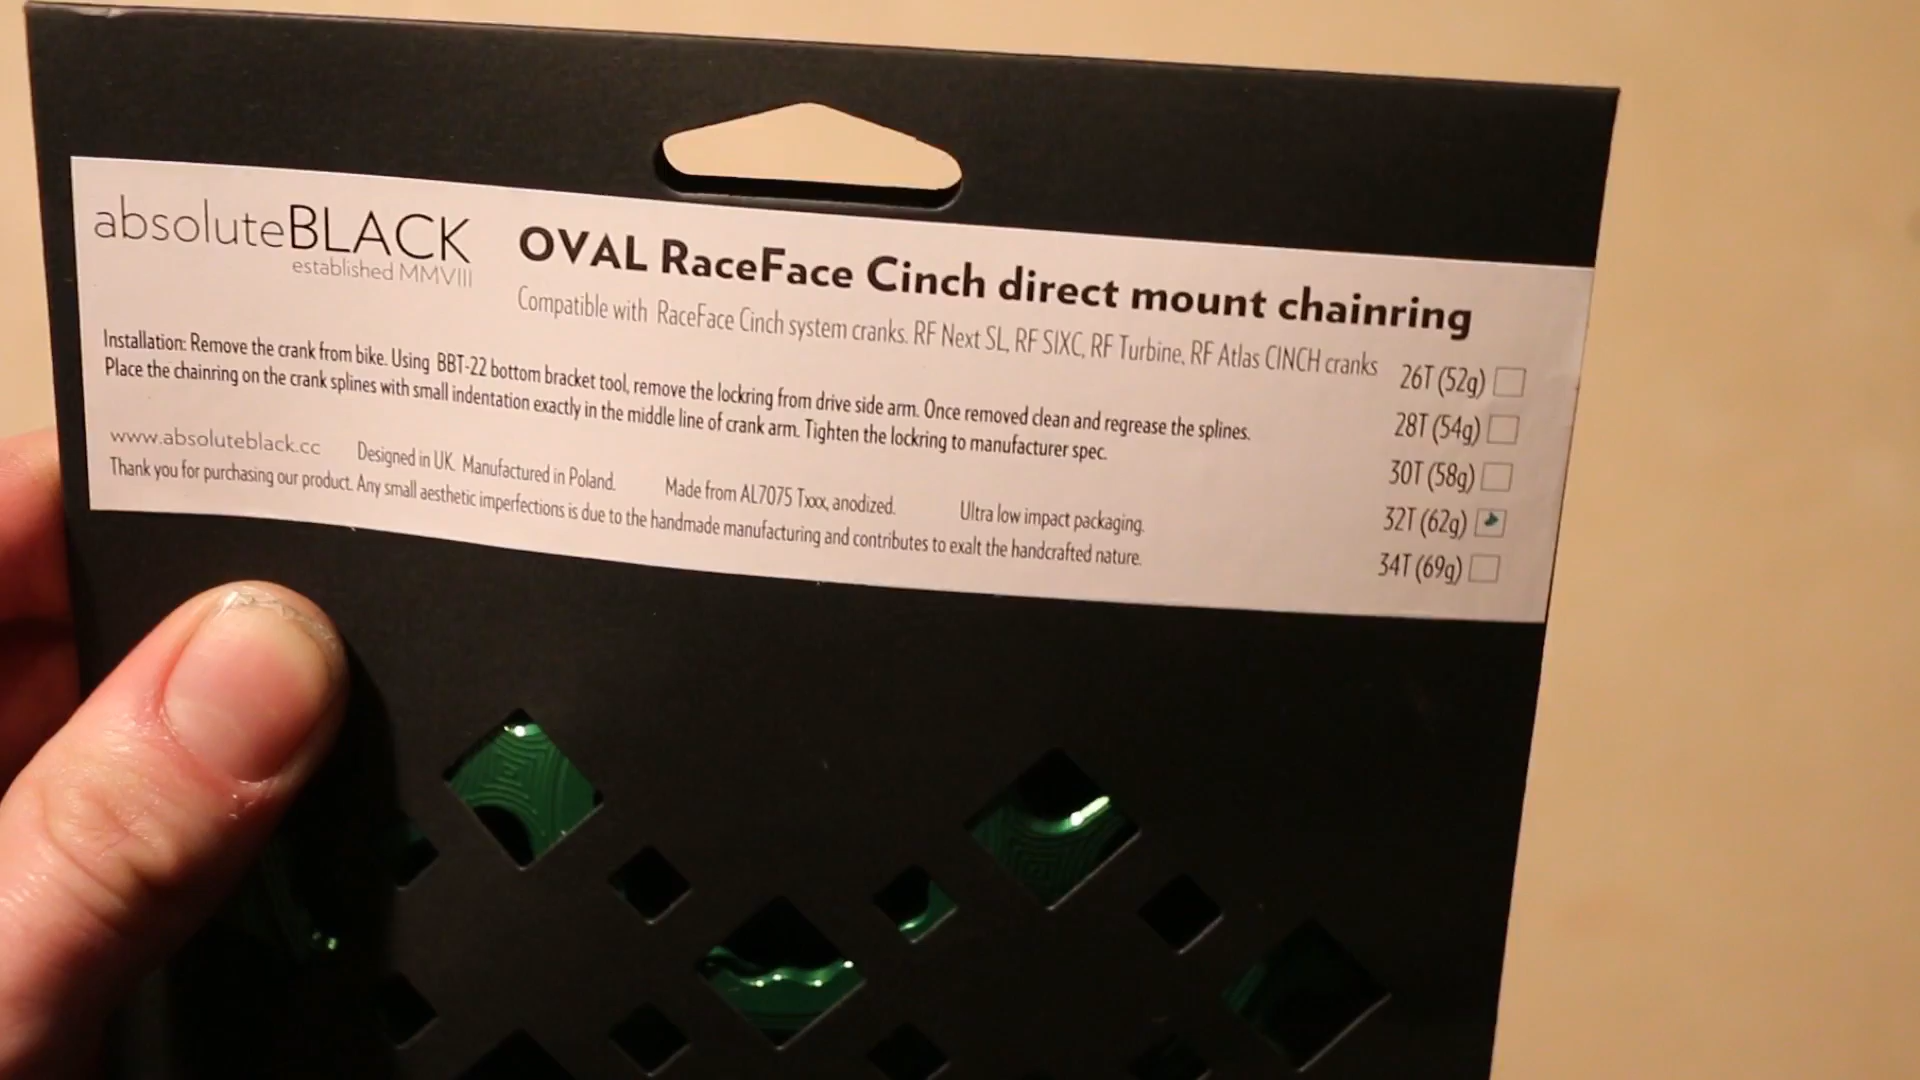 absoluteBLACK
established MMVIII
OVAL RaceFace Cinch direct mount chainring
Compatible with RaceFace Cinch system cranks. RF Next SL, RF SIXC, RF Turbine, RF Atlas CINCH cranks
Installation: Remove the crank from bike. Using BBT-22 bottom bracket tool, remove the lockring from drive side arm. Once removed clean and regrease the splines.
Place the chainring on the crank splines with small indentation exactly in the middle line of crank arm. Tighten the lockring to manufacturer spec.
www.absoluteblack.cc Designed in UK. Manufactured in Poland. Made from AL7075 Txxx, anodized. Ultra low impact packaging.
Thank you for purchasing our product. Any small aesthetic imperfections is due to the handmade manufacturing and contributes to exalt the handcrafted nature.
26T (52g)
28T (54g)
30T (58g)
32T (62g)
34T (69g)